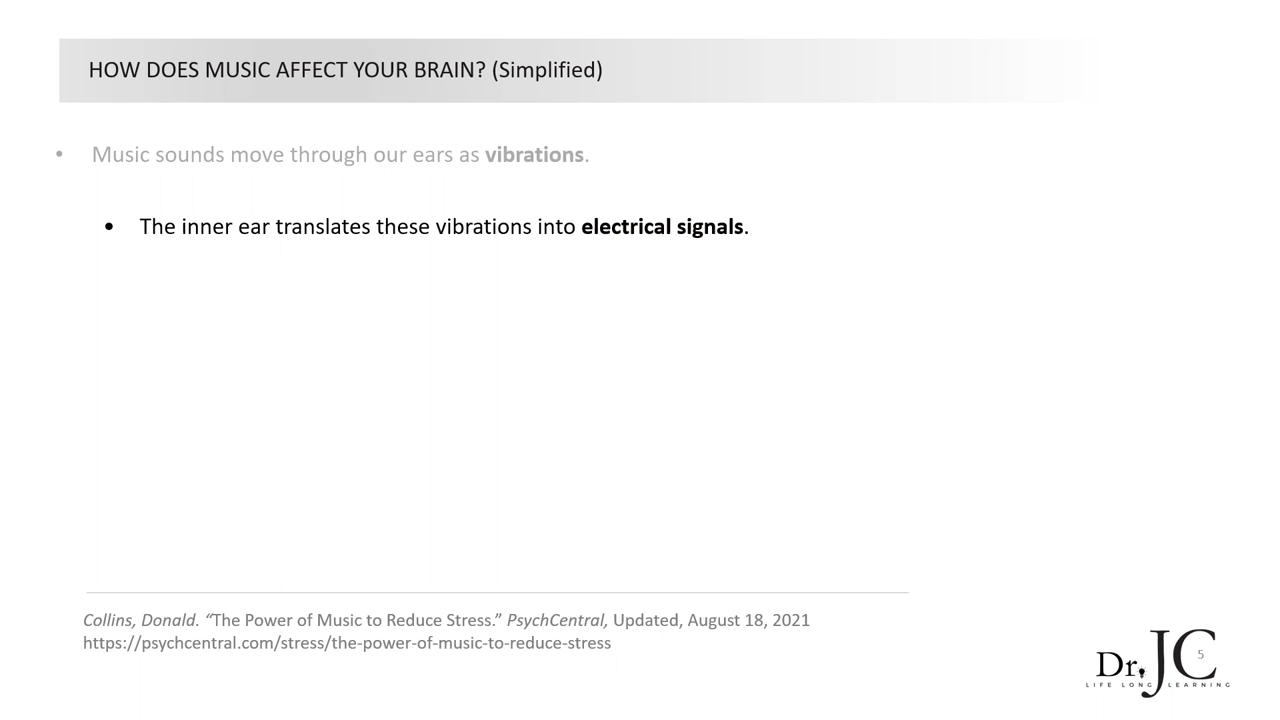 HOW DOES MUSIC AFFECT YOUR BRAIN? (Simplified)
• Music sounds move through our ears as vibrations.
• The inner ear translates these vibrations into electrical signals.
Collins, Donald. “The Power of Music to Reduce Stress.” PsychCentral, Updated, August 18, 2021
https://psychcentral.com/stress/the-power-of-music-to-reduce-stress
Dr. JC
5
LIFE LONG LEARNING